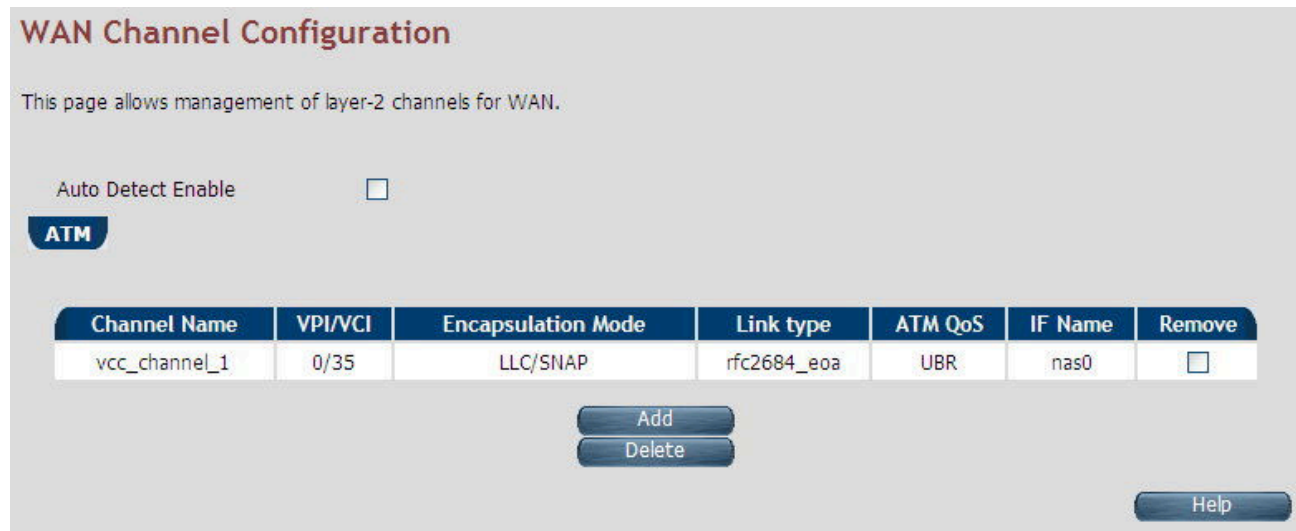 WAN Channel Configuration
This page allows management of layer-2 channels for WAN.
Auto Detect Enable
ATM
Channel Name VPI/VCI Encapsulation Mode Link type ATM QoS IF Name Remove
vcc_channel_1 0/35 LLC/SNAP rfc2684_eoa UBR nas0
Add
Delete
Help